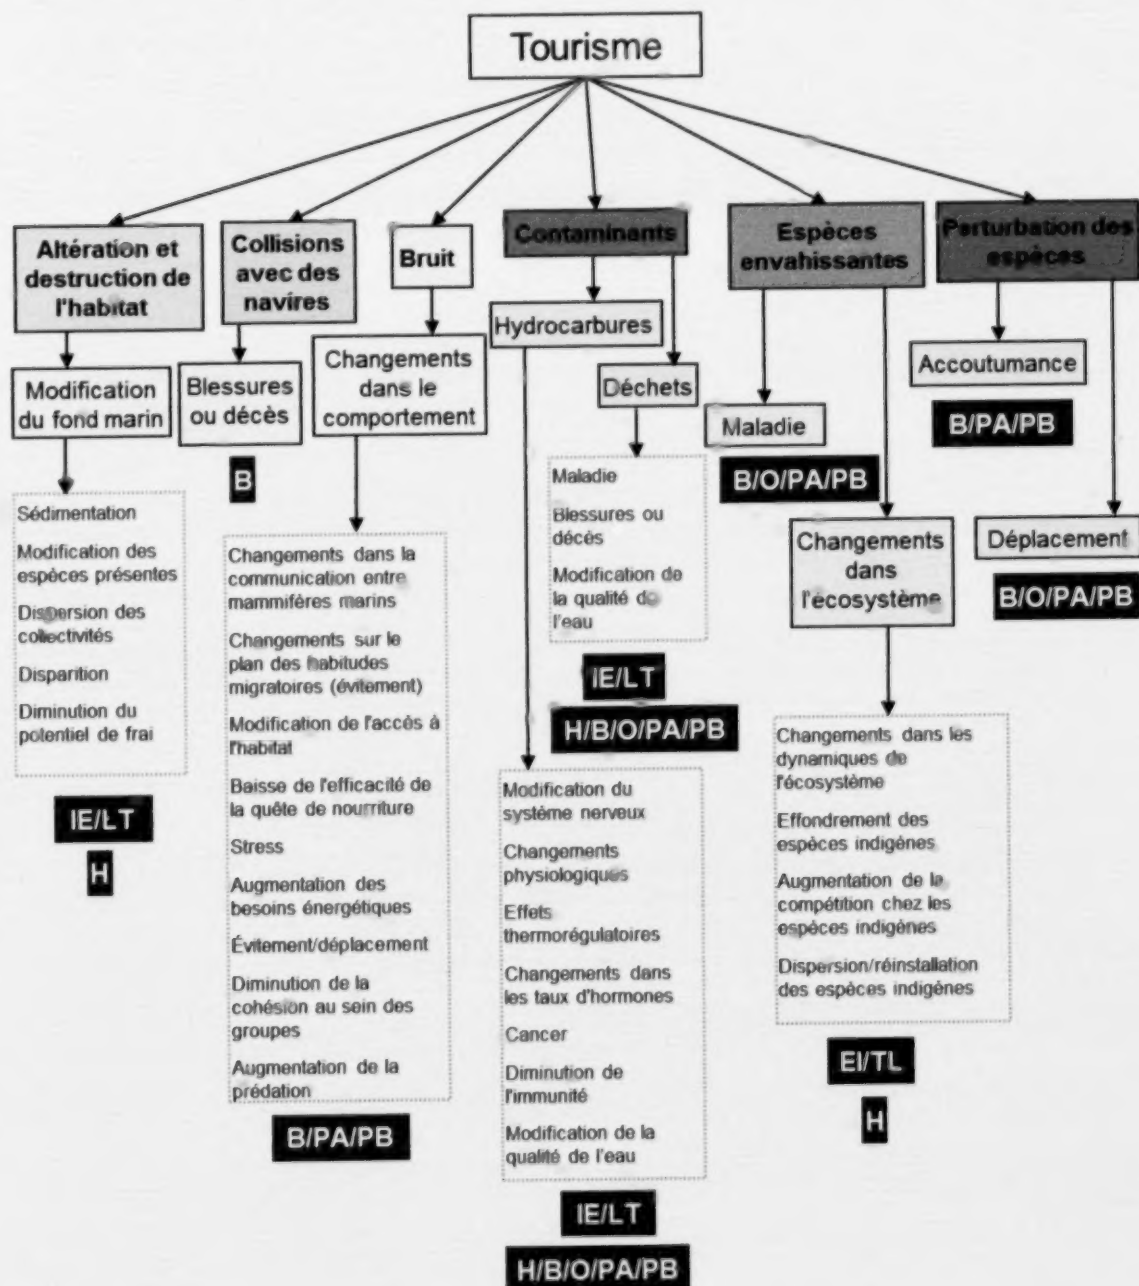 Tourisme
Altération et
destruction de
l'habitat
Modification
du fond marin
Sédimentation
Modification des
espèces présentes
Dispersion des
collectivités
Disparition
Diminution du
potentiel de frai
IE/LT
H
Collisions
avec des
navires
Blessures
ou décès
B
Bruit
Changements
dans le
comportement
Changements dans la
communication entre
mammifères marins
Changements sur le
plan des habitudes
migratoires (évitement)
Modification de l'accès à
l'habitat
Baisse de l'efficacité de
la quête de nourriture
Stress
Augmentation des
besoins énergétiques
Évitement/déplacement
Diminution de la
cohésion au sein des
groupes
Augmentation de la
prédation
B/PA/PB
Contaminants
Hydrocarbures
Modification du
système nerveux
Changements
physiologiques
Effets
thermorégulatoires
Changements dans
les taux d'hormones
Cancer
Diminution de
l'immunité
Modification de la
qualité de l'eau
IE/LT
H/B/O/PA/PB
Déchets
Maladie
Blessures ou
décès
Modification de
la qualité de
l'eau
IE/LT
H/B/O/PA/PB
Espèces
envahissantes
Maladie
B/O/PA/PB
Changements
dans
l'écosystème
Changements dans les
dynamiques de
l'écosystème
Effondrement des
espèces indigènes
Augmentation de la
compétition chez les
espèces indigènes
Dispersion/réinstallation
des espèces indigènes
EI/TL
H
Perturbation des
espèces
Accoutumance
B/PA/PB
Déplacement
B/O/PA/PB